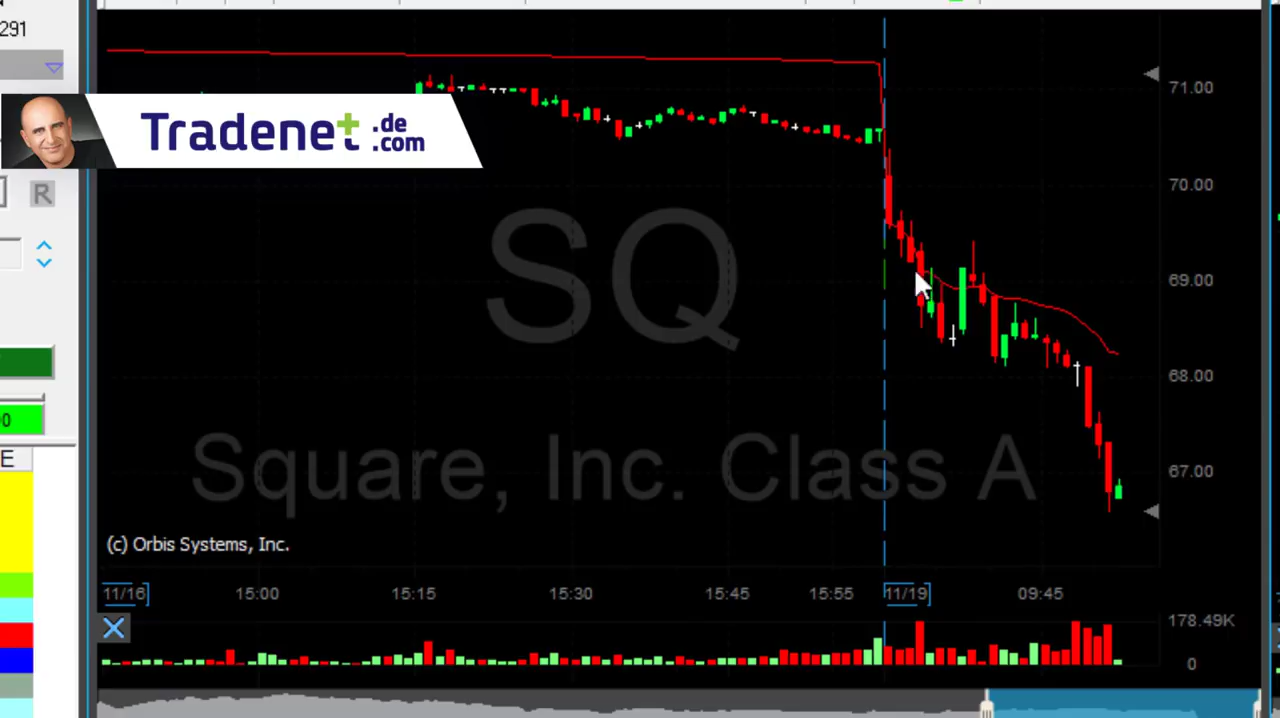 291
71.00
Tradenet .de
.com
R
70.00
SQ
69.00
68.00
Square, Inc. Class A
67.00
E
(c) Orbis Systems, Inc.
11/16 15:00 15:15 15:30 15:45 15:55 11/19 09:45
178.49K
0